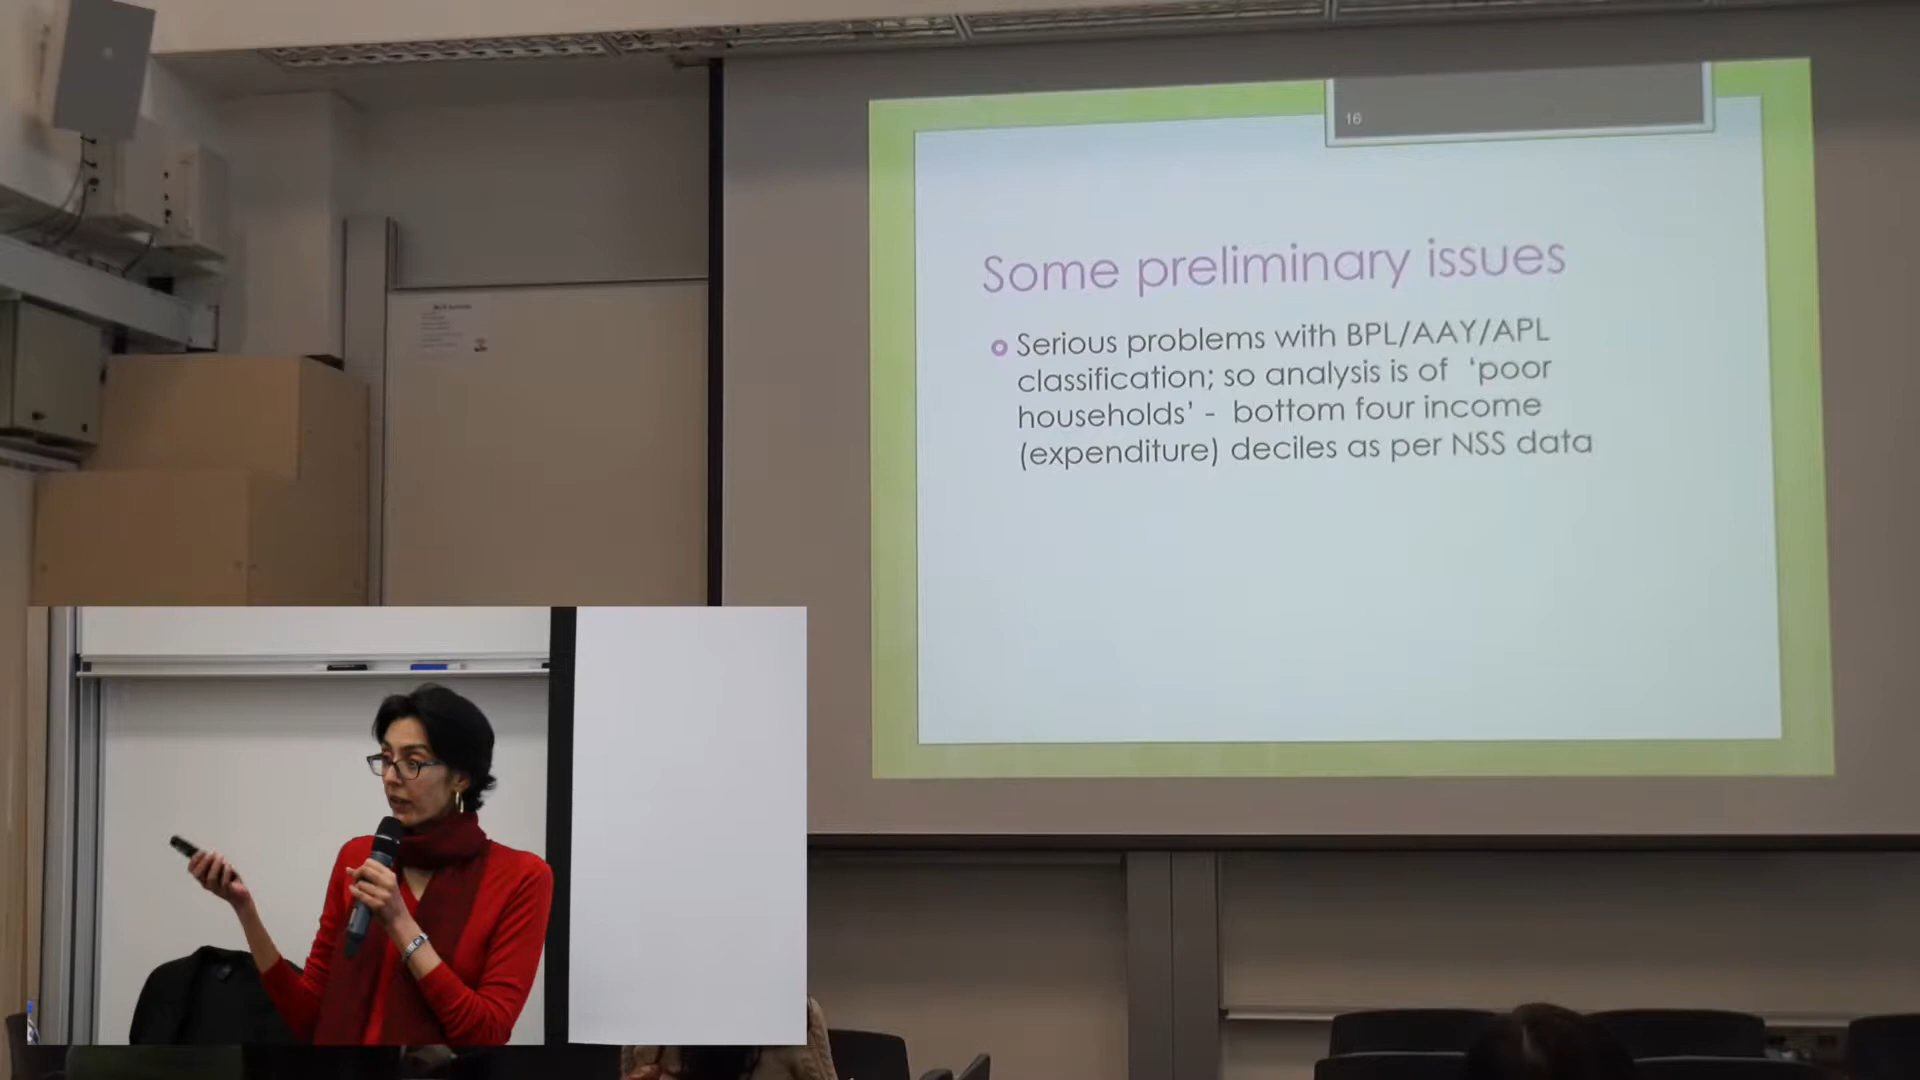 16
Some preliminary issues
Serious problems with BPL/AAY/APL
classification; so analysis is of ‘poor
households’ - bottom four income
(expenditure) deciles as per NSS data